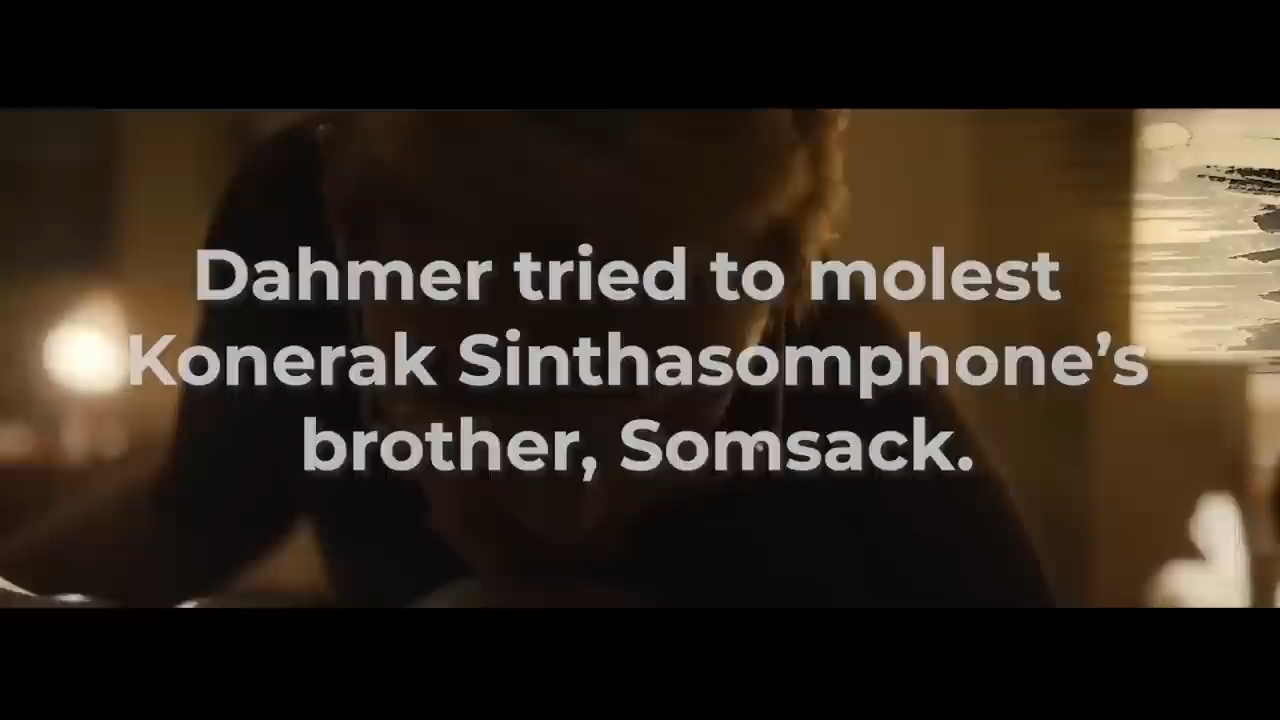 Dahmer tried to molest
Konerak Sinthasomphone’s
brother, Somsack.